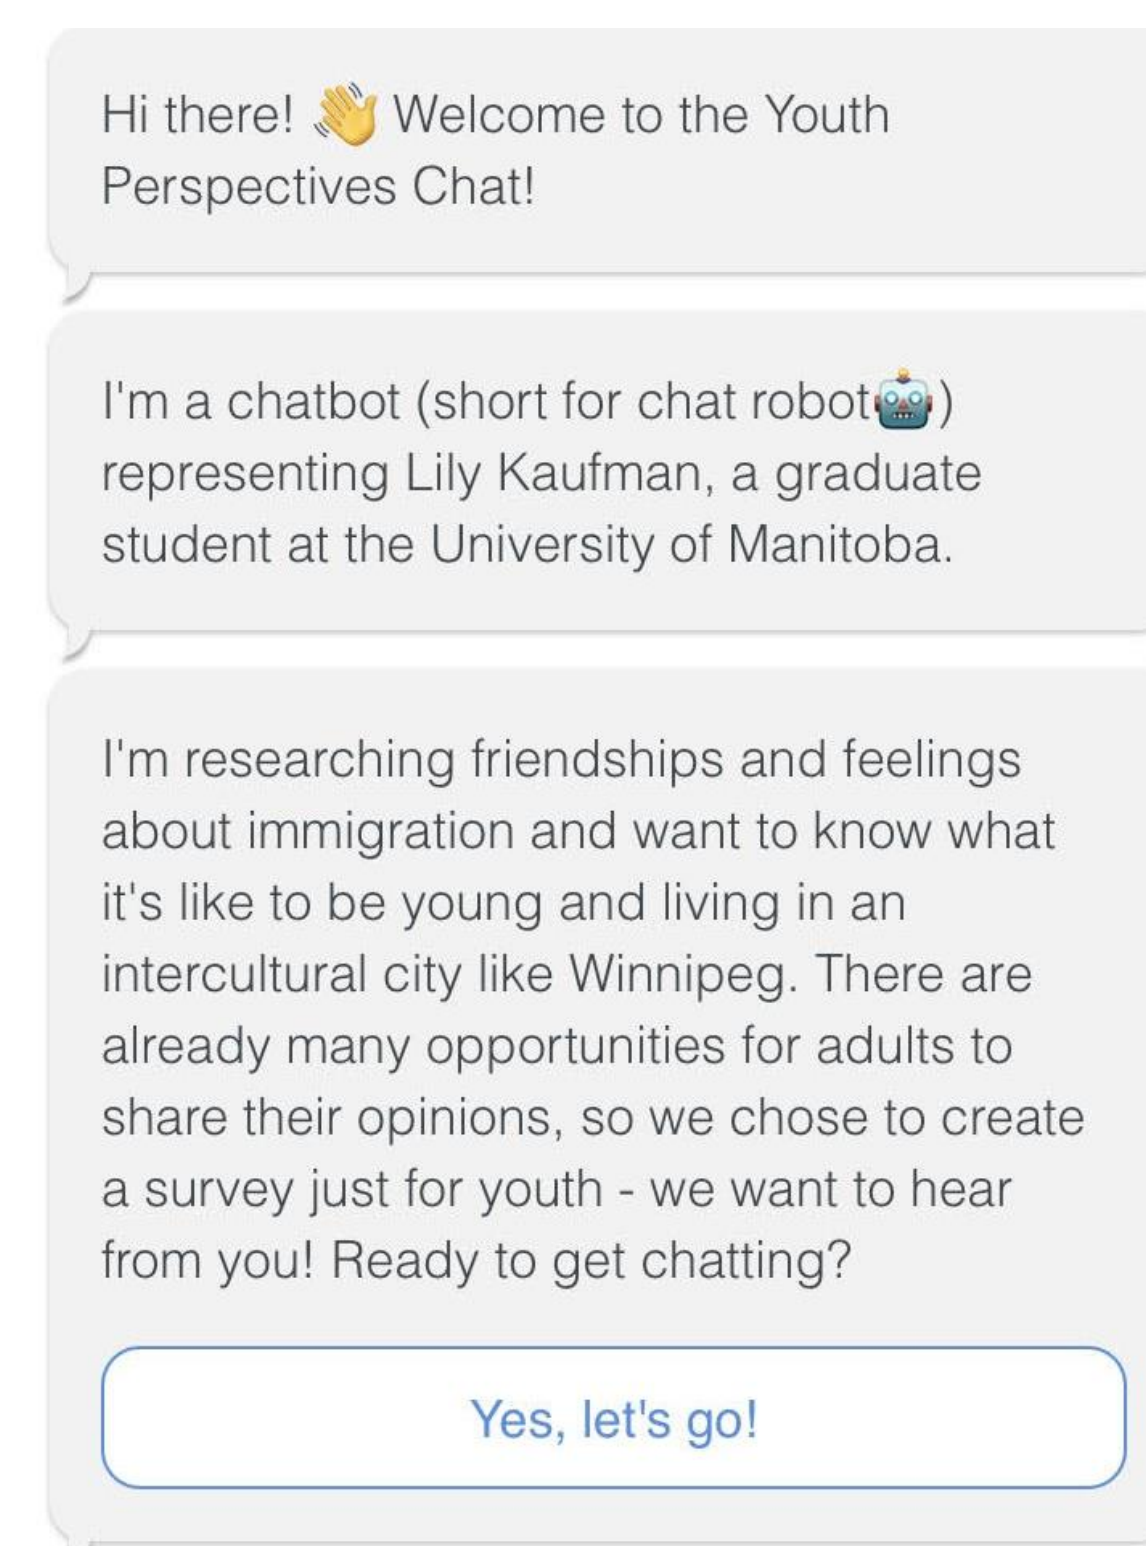 Hi there! 👋 Welcome to the Youth
Perspectives Chat!
I'm a chatbot (short for chat robot🤖)
representing Lily Kaufman, a graduate
student at the University of Manitoba.
I'm researching friendships and feelings
about immigration and want to know what
it's like to be young and living in an
intercultural city like Winnipeg. There are
already many opportunities for adults to
share their opinions, so we chose to create
a survey just for youth - we want to hear
from you! Ready to get chatting?
Yes, let's go!